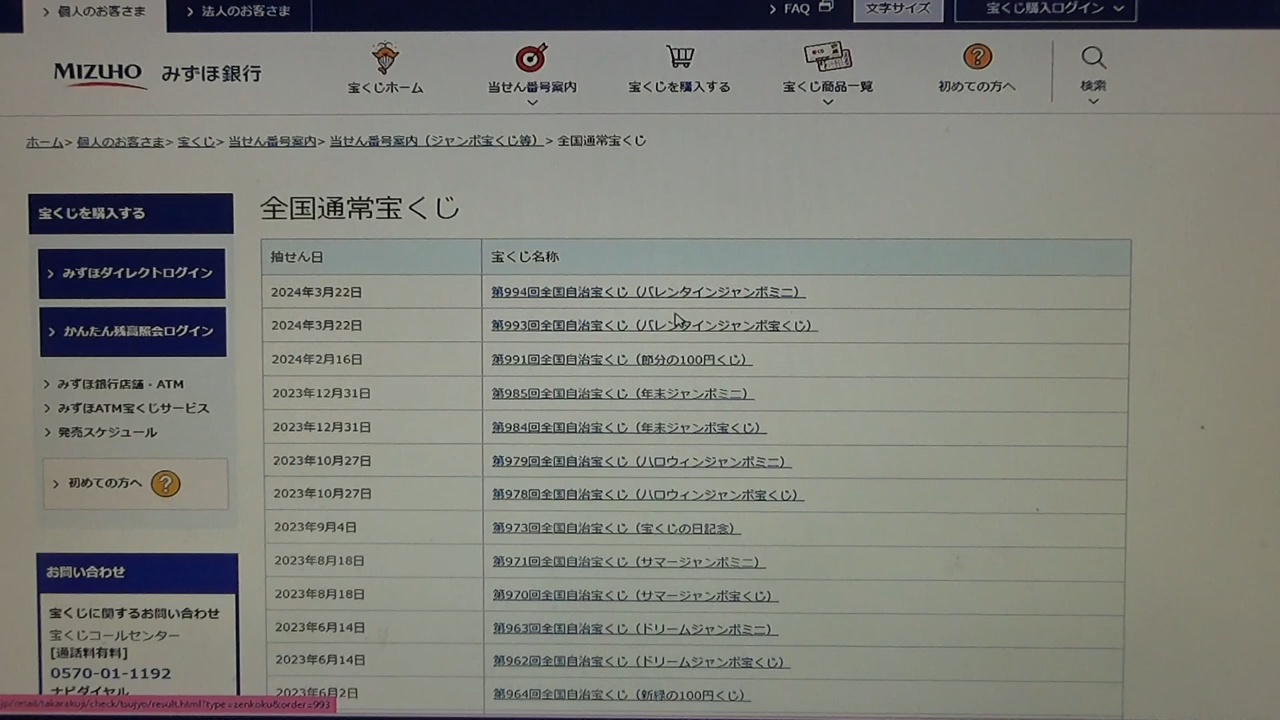 個人のお客さま
法人のお客さま
FAQ
文字サイズ
宝くじ購入ログイン
MIZUHO みずほ銀行
宝くじホーム
当せん番号案内
宝くじを購入する
宝くじ商品一覧
初めての方へ
検索
ホーム> 個人のお客さま> 宝くじ> 当せん番号案内> 当せん番号案内（ジャンボ宝くじ等）> 全国通常宝くじ
宝くじを購入する
みずほダイレクトログイン
かんたん残高照会ログイン
みずほ銀行店舗・ATM
みずほATM宝くじサービス
発売スケジュール
初めての方へ ?
お問い合わせ
宝くじに関するお問い合わせ
宝くじコールセンター
[通話料有料]
0570-01-1192
ナビダイヤル
全国通常宝くじ
抽せん日 宝くじ名称
2024年3月22日 第994回全国自治宝くじ（バレンタインジャンボミニ）
2024年3月22日 第993回全国自治宝くじ（バレンタインジャンボ宝くじ）
2024年2月16日 第991回全国自治宝くじ（節分の100円くじ）
2023年12月31日 第985回全国自治宝くじ（年末ジャンボミニ）
2023年12月31日 第984回全国自治宝くじ（年末ジャンボ宝くじ）
2023年10月27日 第979回全国自治宝くじ（ハロウィンジャンボミニ）
2023年10月27日 第978回全国自治宝くじ（ハロウィンジャンボ宝くじ）
2023年9月4日 第973回全国自治宝くじ（宝くじの日記念）
2023年8月18日 第971回全国自治宝くじ（サマージャンボミニ）
2023年8月18日 第970回全国自治宝くじ（サマージャンボ宝くじ）
2023年6月14日 第963回全国自治宝くじ（ドリームジャンボミニ）
2023年6月14日 第962回全国自治宝くじ（ドリームジャンボ宝くじ）
2023年6月2日 第964回全国自治宝くじ（新緑の100円くじ）
jp/retail/takarakuji/check/tsujyo/result.html?type=zenkoku&order=993